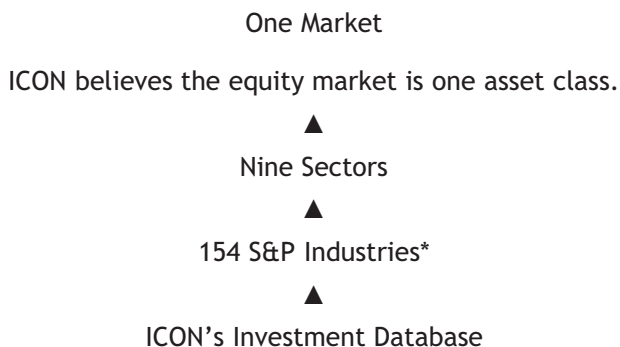 One Market
ICON believes the equity market is one asset class.
▲
Nine Sectors
▲
154 S&P Industries*
▲
ICON’s Investment Database